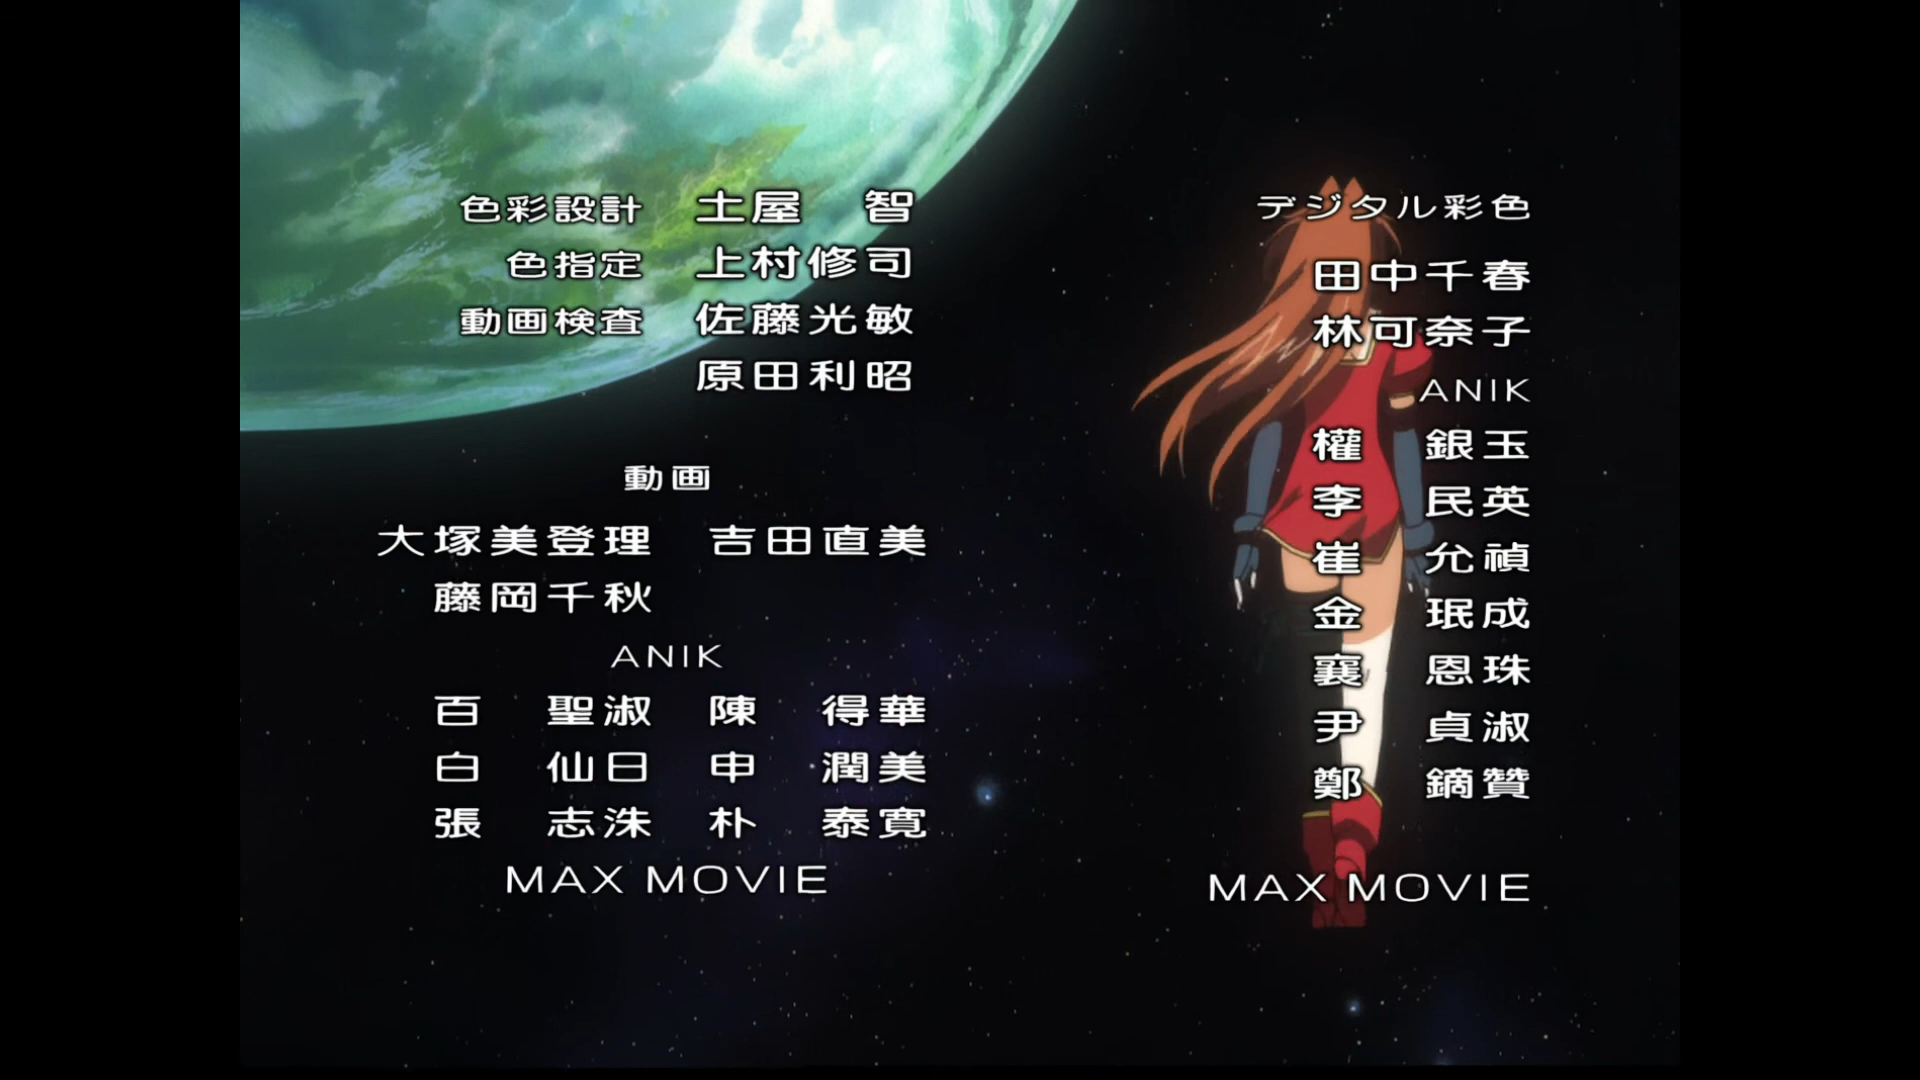 色彩設計 土屋 智
色指定 上村修司
動画検査 佐藤光敏
原田利昭
動画
大塚美登理 吉田直美
藤岡千秋
ANIK
百 聖淑 陳 得華
白 仙日 申 潤美
張 志洙 朴 泰寛
MAX MOVIE
デジタル彩色
田中千春
林可奈子
ANIK
權 銀玉
李 民英
崔 允禎
金 珉成
襄 恩珠
尹 貞淑
鄭 鏑贊
MAX MOVIE